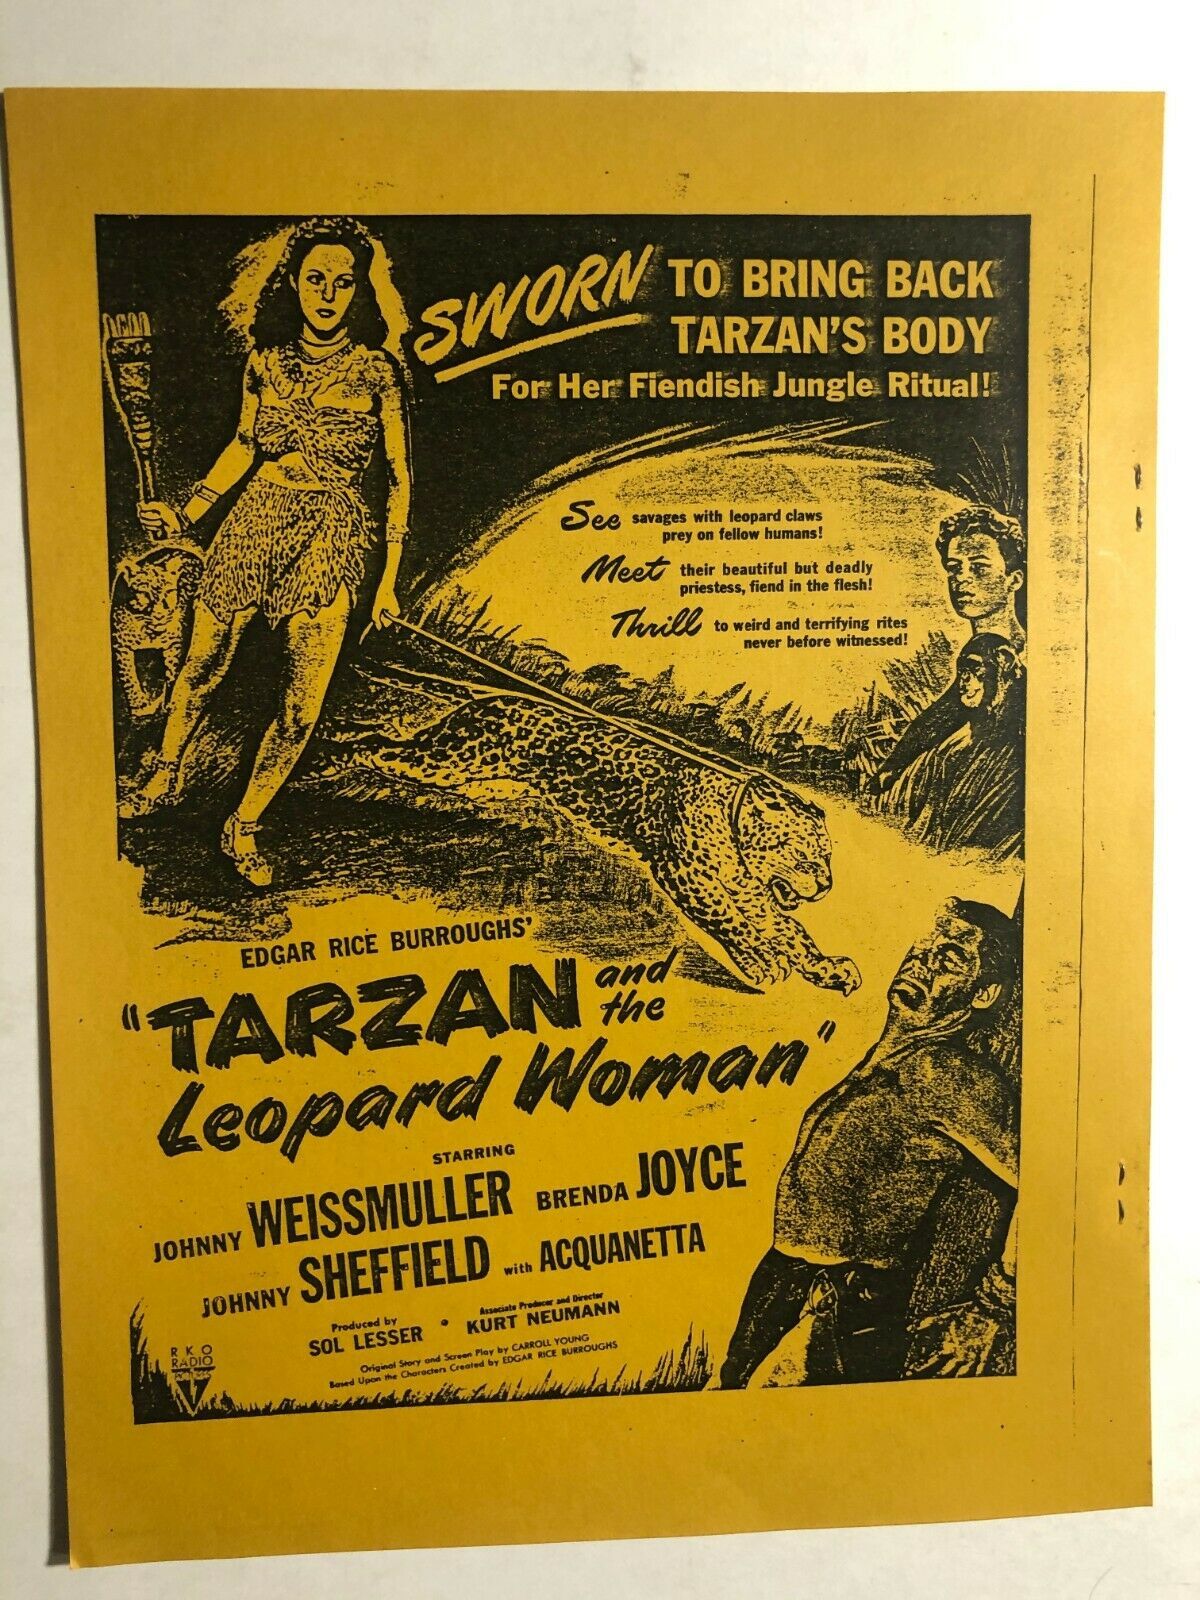 SWORN TO BRING BACK
TARZAN'S BODY
For Her Fiendish Jungle Ritual!
See savages with leopard claws
prey on fellow humans!
Meet their beautiful but deadly
priestess, fiend in the flesh!
Thrill to weird and terrifying rites
never before witnessed!
EDGAR RICE BURROUGHS'
"TARZAN and the
Leopard Woman"
STARRING
JOHNNY WEISSMULLER BRENDA JOYCE
JOHNNY SHEFFIELD with ACQUANETTA
Produced by
SOL LESSER •
Associate Producer and Director
KURT NEUMANN
Original Story and Screen Play by CARROLL YOUNG
Based Upon the Characters Created by EDGAR RICE BURROUGHS
RKO
RADIO